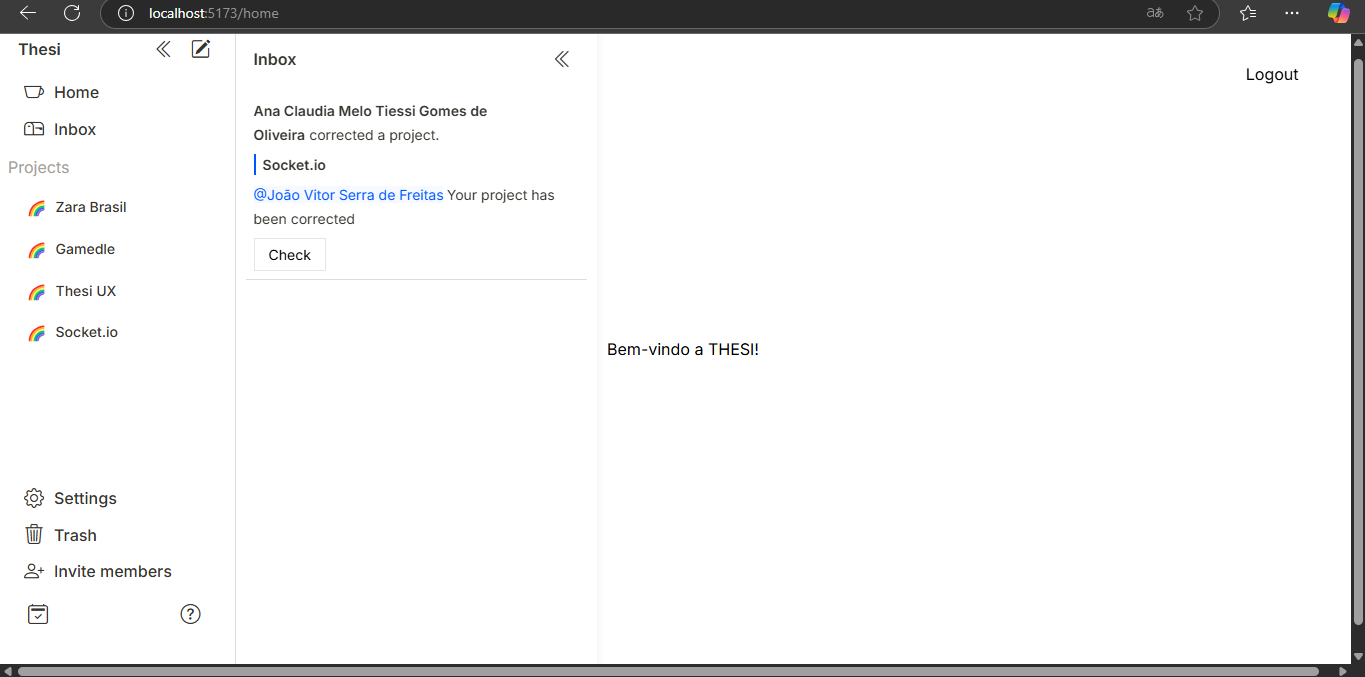 localhost:5173/home
aあ
Thesi
Home
Inbox
Projects
Zara Brasil
Gamedle
Thesi UX
Socket.io
Settings
Trash
Invite members
Inbox
Ana Claudia Melo Tiessi Gomes de
Oliveira corrected a project.
Socket.io
@João Vitor Serra de Freitas Your project has
been corrected
Check
Logout
Bem-vindo a THESI!